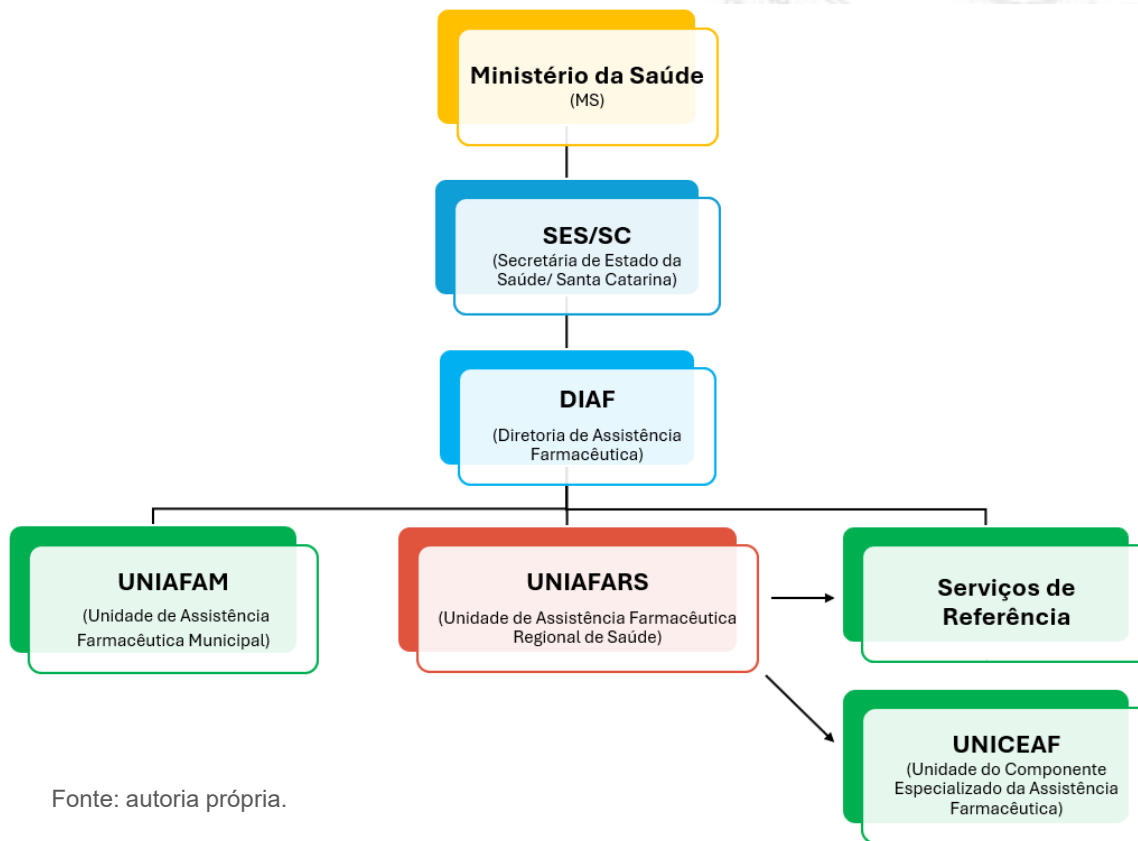 Ministério da Saúde
(MS)
SES/SC
(Secretária de Estado da
Saúde/ Santa Catarina)
DIAF
(Diretoria de Assistência
Farmacêutica)
UNIAFAM
(Unidade de Assistência
Farmacêutica Municipal)
UNIAFARS
(Unidade de Assistência Farmacêutica
Regional de Saúde)
Serviços de
Referência
UNICEAF
(Unidade do Componente
Especializado da Assistência
Farmacêutica)
Fonte: autoria própria.